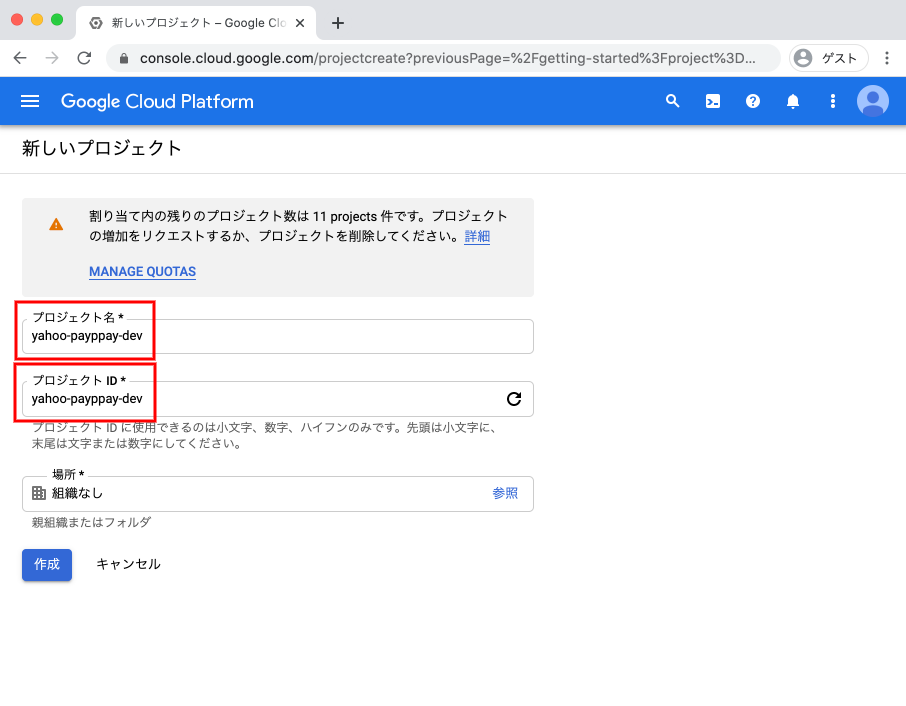 新しいプロジェクト – Google Clo
console.cloud.google.com/projectcreate?previousPage=%2Fgetting-started%3Fproject%3D...
ゲスト
Google Cloud Platform
新しいプロジェクト
割り当て内の残りのプロジェクト数は 11 projects 件です。プロジェクト
の増加をリクエストするか、プロジェクトを削除してください。詳細
MANAGE QUOTAS
プロジェクト名 *
yahoo-payppay-dev
プロジェクト ID *
yahoo-payppay-dev
プロジェクト ID に使用できるのは小文字、数字、ハイフンのみです。先頭は小文字に、
末尾は文字または数字にしてください。
場所 *
組織なし
参照
親組織またはフォルダ
作成
キャンセル